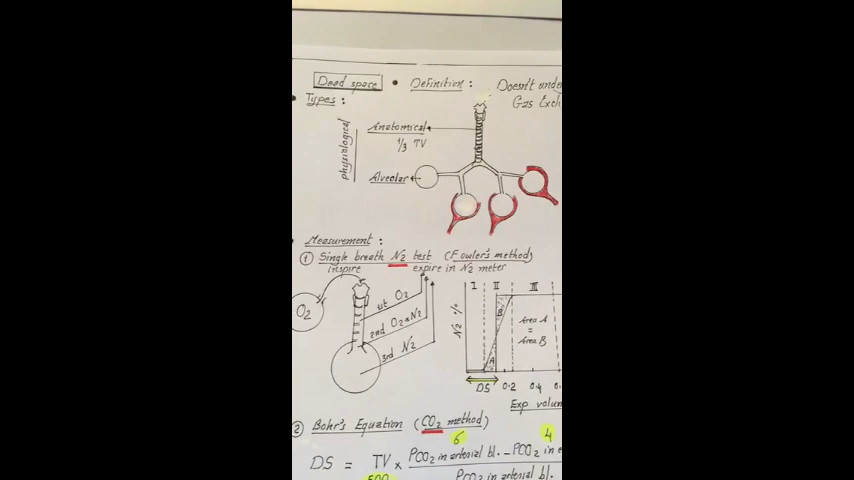 Dead space • Definition : Doesn't unde
• Types : Gas Exch
physiological
Anatomical
1/3 TV
Alveolar
Measurement :
① Single breath N2 test (Fowler's method)
inspire expire in N2 meter
O2
1st O2
2nd O2 & N2
3rd N2
N2 %
I II III
B
A
Area A
=
Area B
DS 0.2 0.4 0.
Exp volum
② Bohr's Equation (CO2 method)
6 4
DS = TV × PCO2 in arterial bl. - PCO2 in e
500 PCO2 in arterial bl.